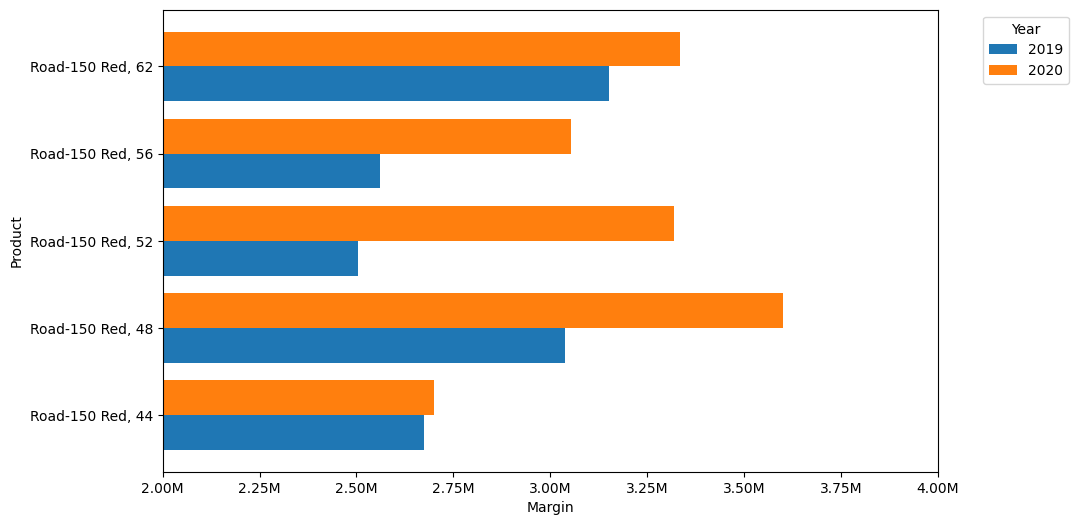 Year
2019
2020
Product
Road-150 Red, 62
Road-150 Red, 56
Road-150 Red, 52
Road-150 Red, 48
Road-150 Red, 44
2.00M 2.25M 2.50M 2.75M 3.00M 3.25M 3.50M 3.75M 4.00M
Margin